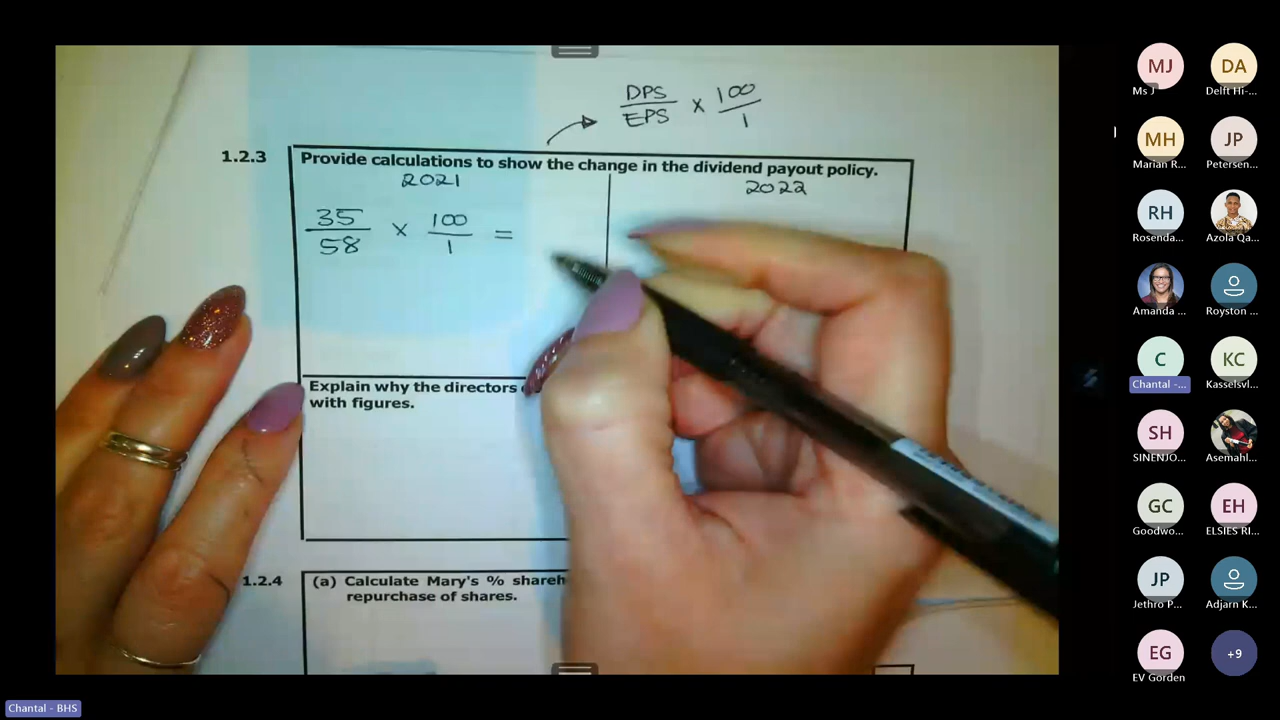 DPS
EPS × 100
1
1.2.3 Provide calculations to show the change in the dividend payout policy.
2021 2022
35
58 × 100
1 =
Explain why the directors
with figures.
1.2.4 (a) Calculate Mary's % shareh
repurchase of shares.
MJ DA
Ms J Delft Hi-...
MH JP
Marian R... Petersen...
RH
Rosenda... Azola Qa...
Amanda ... Royston ...
C KC
Chantal -... Kasselsvl...
SH
SINENJO... Asemahl...
GC EH
Goodwo... ELSIES RI...
JP
Jethro P... Adjarn K...
EG +9
EV Gorden
Chantal - BHS